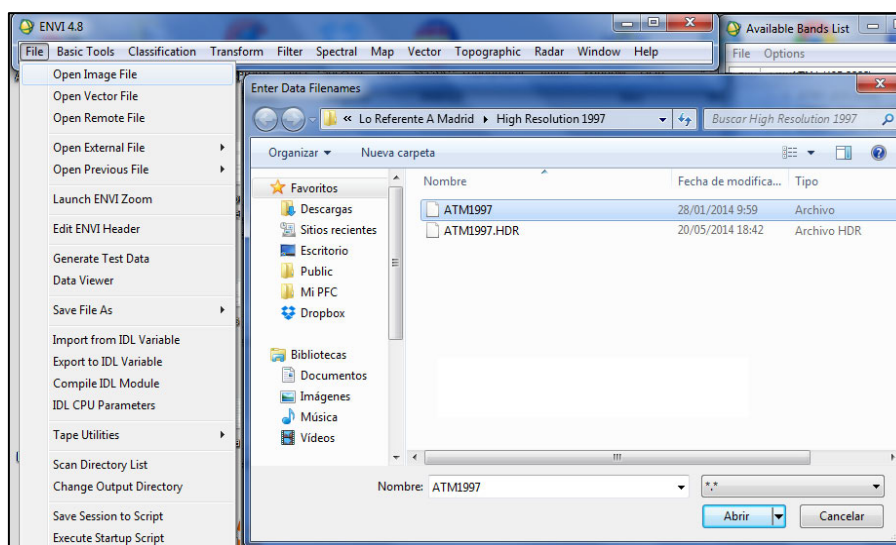 ENVI 4.8
File Basic Tools Classification Transform Filter Spectral Map Vector Topographic Radar Window Help
Available Bands List
File Options
Open Image File
Open Vector File
Open Remote File
Open External File
Open Previous File
Launch ENVI Zoom
Edit ENVI Header
Generate Test Data
Data Viewer
Save File As
Import from IDL Variable
Export to IDL Variable
Compile IDL Module
IDL CPU Parameters
Tape Utilities
Scan Directory List
Change Output Directory
Save Session to Script
Execute Startup Script
Enter Data Filenames
« Lo Referente A Madrid High Resolution 1997
Buscar High Resolution 1997
Organizar Nueva carpeta
Favoritos
Descargas
Sitios recientes
Escritorio
Public
Mi PFC
Dropbox
Bibliotecas
Documentos
Imágenes
Música
Vídeos
Nombre Fecha de modifica... Tipo
ATM1997 28/01/2014 9:59 Archivo
ATM1997.HDR 20/05/2014 18:42 Archivo HDR
Nombre: ATM1997
*.*
Abrir Cancelar